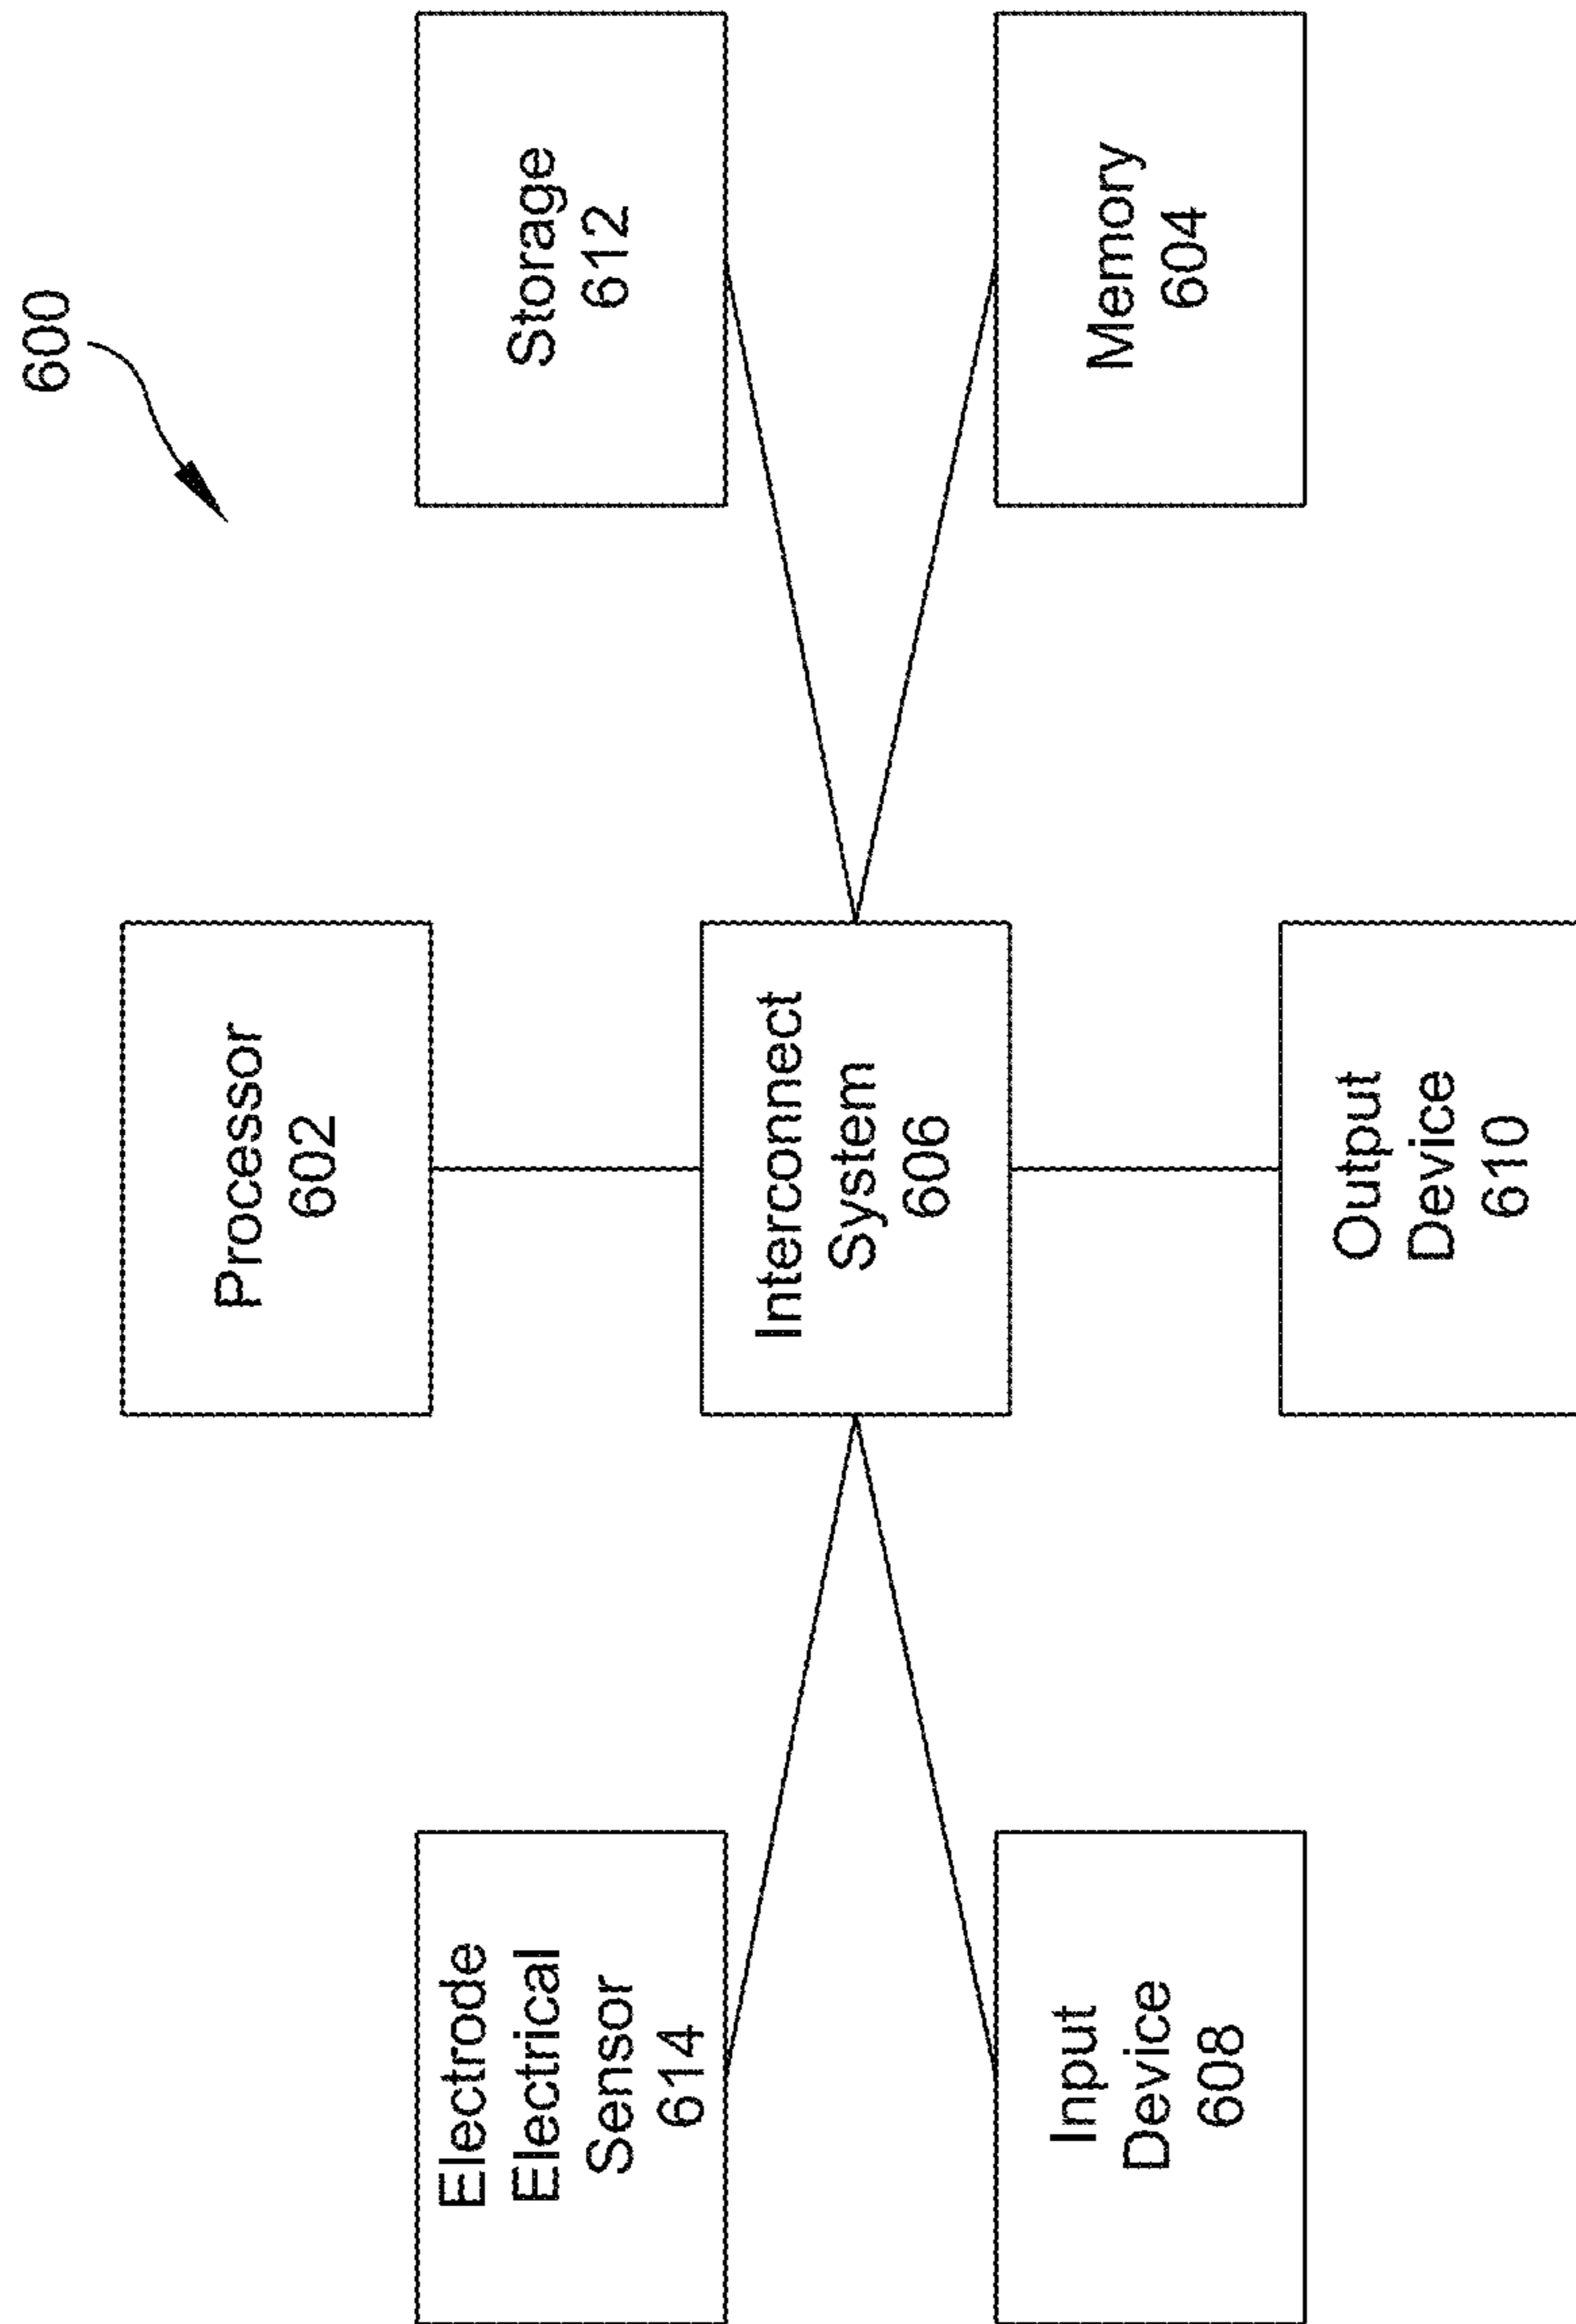 600
Processor
602
Electrode
Electrical
Sensor
614
Storage
612
Interconnect
System
606
Input
Device
608
Memory
604
Output
Device
610